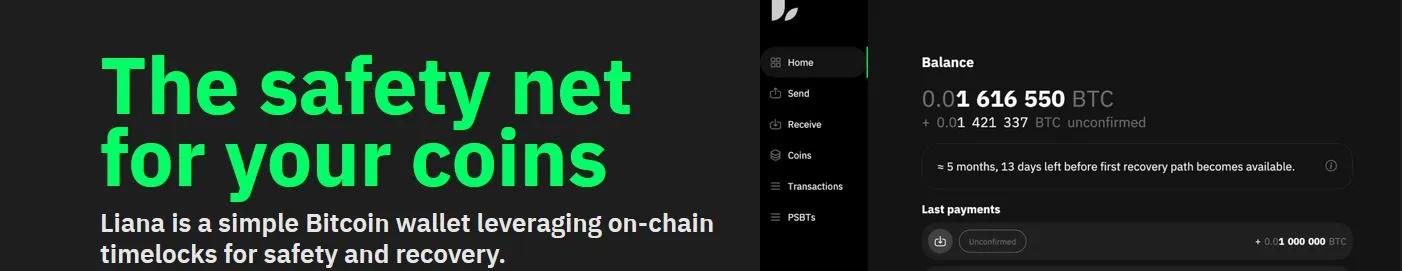 The safety net
for your coins
Liana is a simple Bitcoin wallet leveraging on-chain
timelocks for safety and recovery.
Home
Send
Receive
Coins
Transactions
PSBTs
Balance
0.01 616 550 BTC
+ 0.01 421 337 BTC unconfirmed
≈ 5 months, 13 days left before first recovery path becomes available.
Last payments
Unconfirmed + 0.01 000 000 BTC